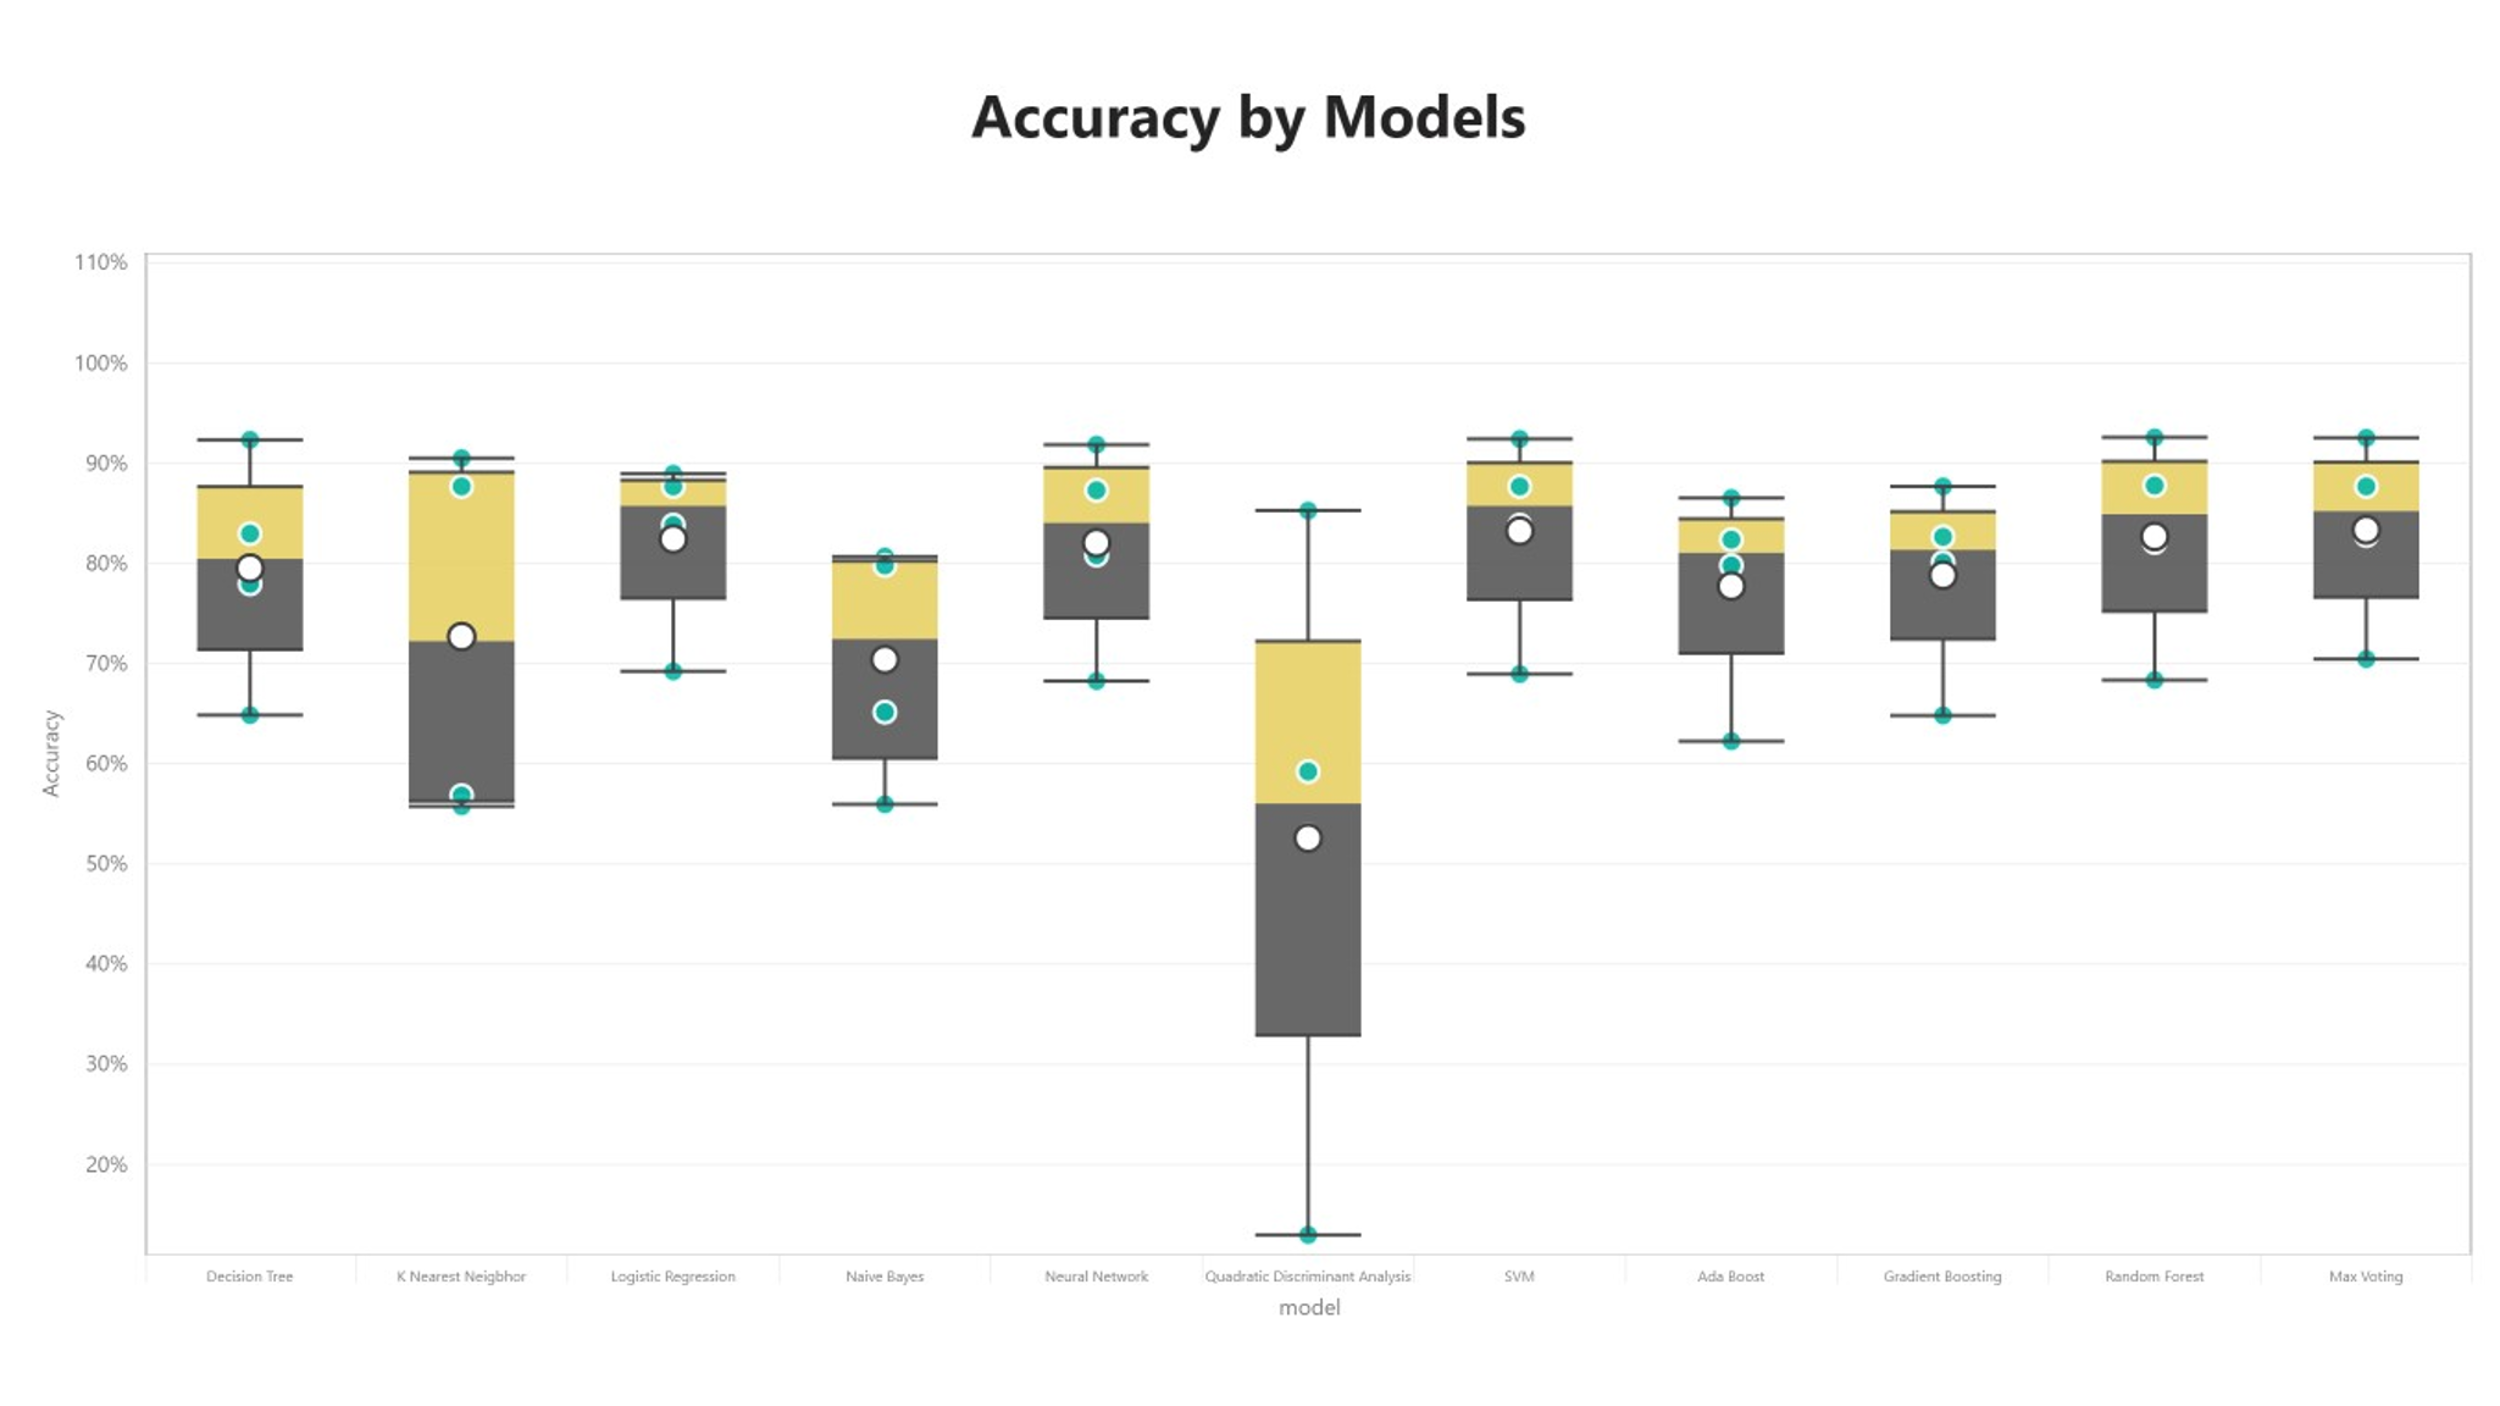 Accuracy by Models
110%
100%
90%
80%
70%
60%
50%
40%
30%
20%
Accuracy
Decision Tree
K Nearest Neigbhor
Logistic Regression
Naive Bayes
Neural Network
Quadratic Discriminant Analysis
SVM
Ada Boost
Gradient Boosting
Random Forest
Max Voting
model